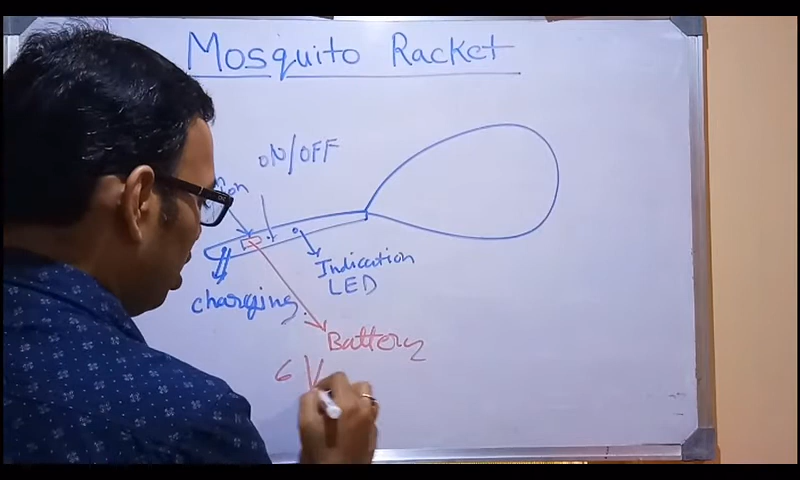 Mosquito Racket
ON/OFF
Indication
LED
charging
Battery
6 V